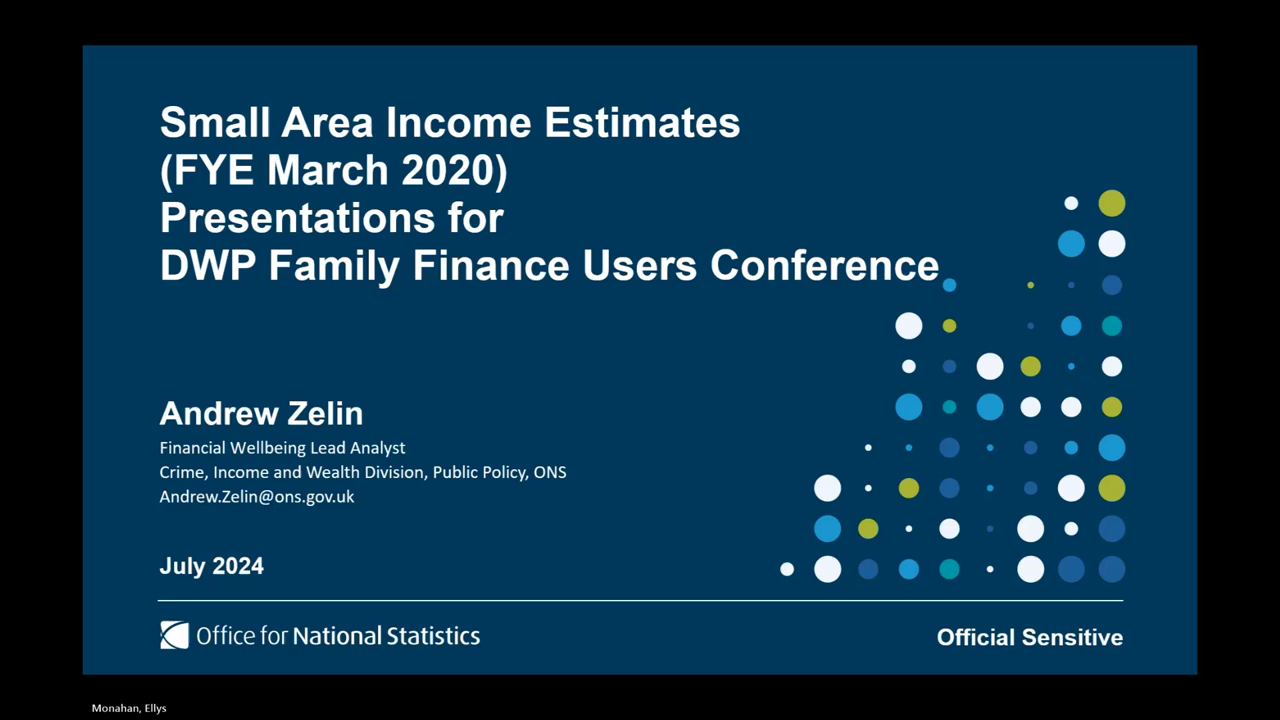 Small Area Income Estimates
(FYE March 2020)
Presentations for
DWP Family Finance Users Conference
Andrew Zelin
Financial Wellbeing Lead Analyst
Crime, Income and Wealth Division, Public Policy, ONS
Andrew.Zelin@ons.gov.uk
July 2024
Office for National Statistics
Official Sensitive
Monahan, Ellys